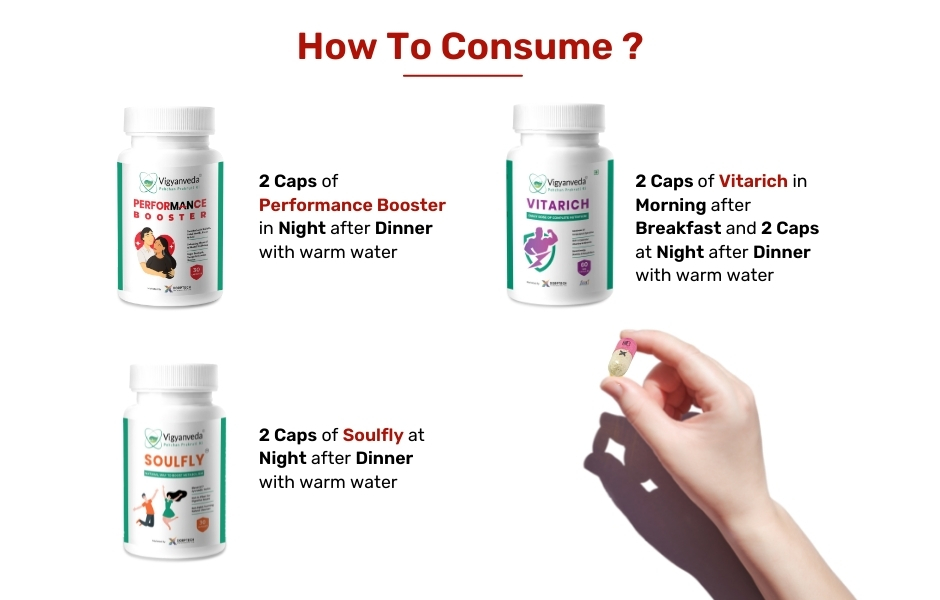 How To Consume ?
Vigyanveda
PERFORMANCE
BOOSTER
30
2 Caps of
Performance Booster
in Night after Dinner
with warm water
Vigyanveda
VITARICH
60
2 Caps of Vitarich in
Morning after
Breakfast and 2 Caps
at Night after Dinner
with warm water
Vigyanveda
SOULFLY
2 Caps of Soulfly at
Night after Dinner
with warm water